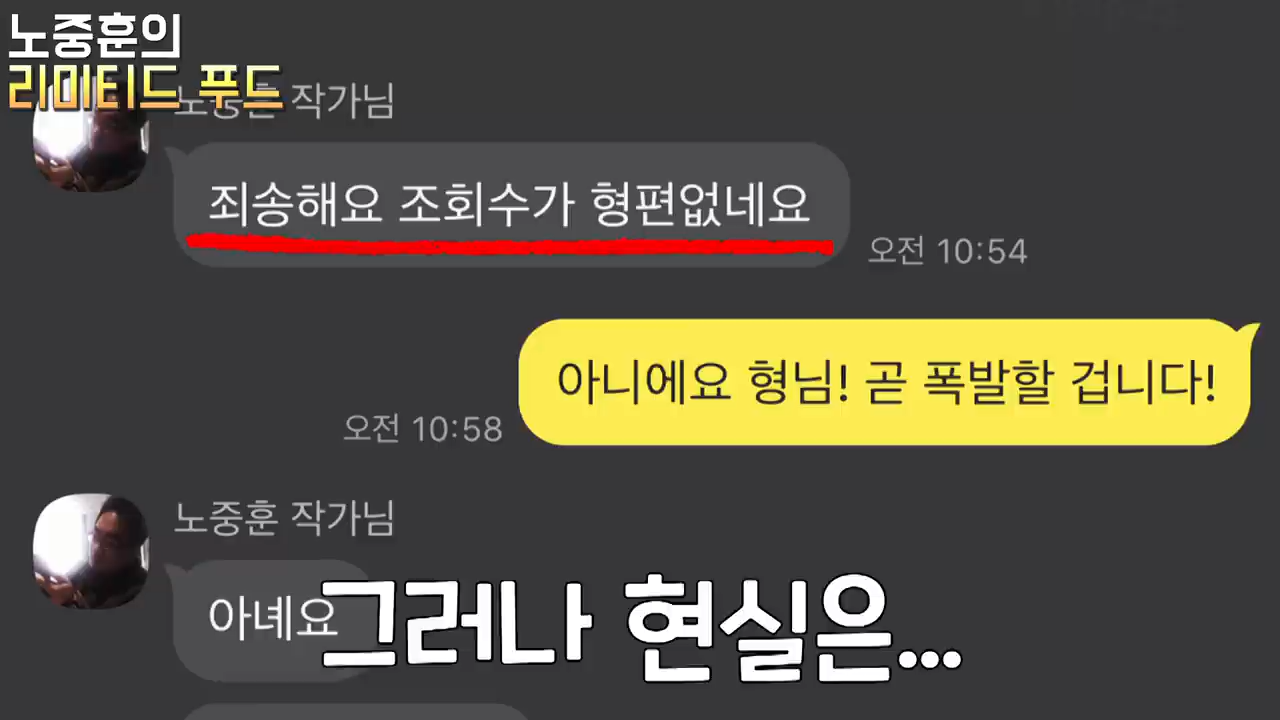 노중훈의
리미티드 푸드
노중훈 작가님
죄송해요 조회수가 형편없네요
오전 10:54
아니에요 형님! 곧 폭발할 겁니다!
오전 10:58
노중훈 작가님
아녜요
그러나 현실은...